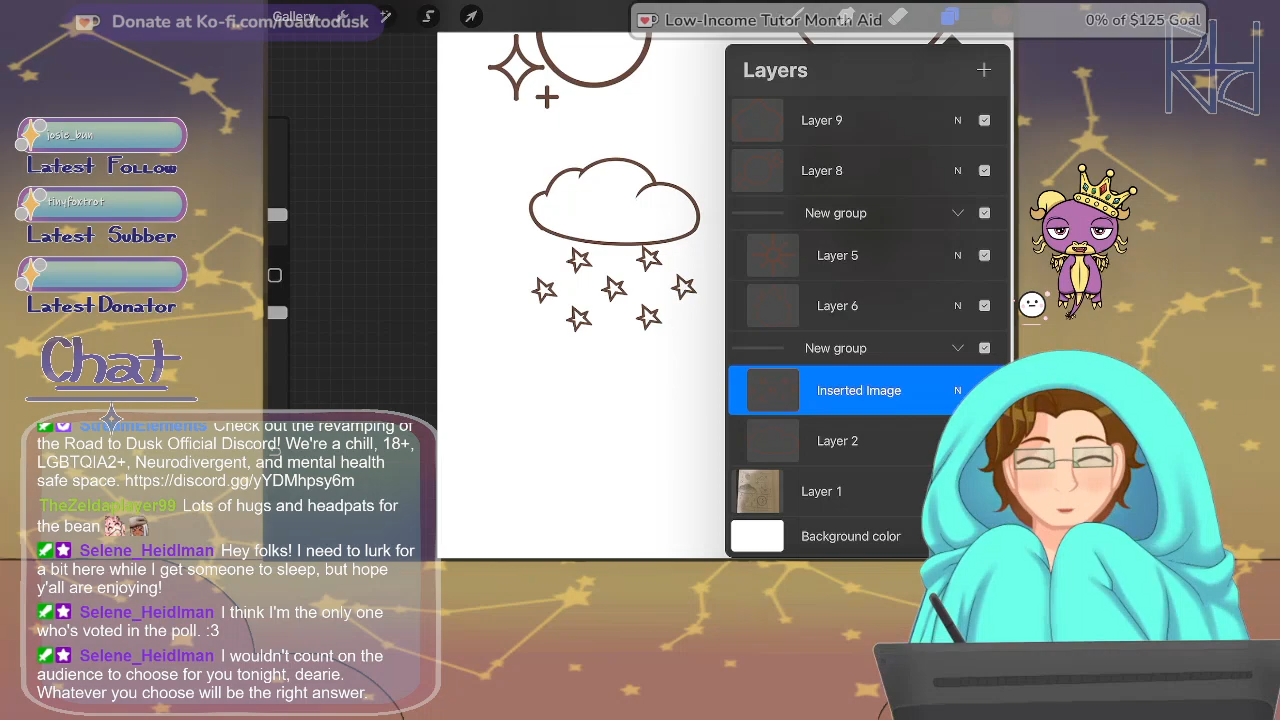 Donate at Ko-fi.com/roadtodusk
Gallery
Low-Income Tutor Month Aid
0% of $125 Goal
josie_bun
Latest Follow
tinyfoxtrot
Latest Subber
Latest Donator
Chat
StreamElements Check out the revamping of
the Road to Dusk Official Discord! We're a chill, 18+,
LGBTQIA2+, Neurodivergent, and mental health
safe space. https://discord.gg/yYDMhpsy6m
TheZeldaplayer99 Lots of hugs and headpats for
the bean
Selene_Heidlman Hey folks! I need to lurk for
a bit here while I get someone to sleep, but hope
y'all are enjoying!
Selene_Heidlman I think I'm the only one
who's voted in the poll. :3
Selene_Heidlman I wouldn't count on the
audience to choose for you tonight, dearie.
Whatever you choose will be the right answer.
Layers
Layer 9 N
Layer 8 N
New group
Layer 5 N
Layer 6 N
New group
Inserted Image N
Layer 2
Layer 1
Background color